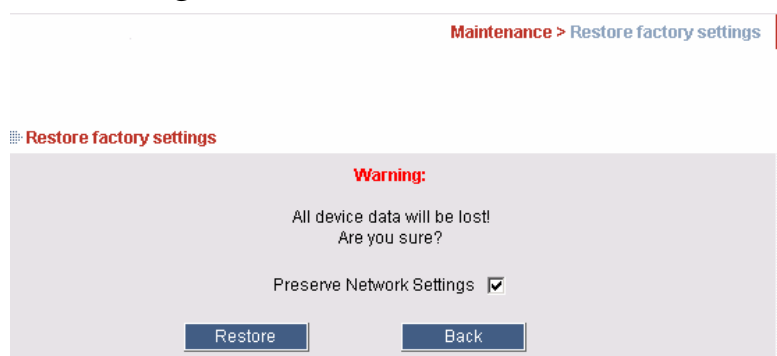 Maintenance > Restore factory settings
Restore factory settings
Warning:
All device data will be lost!
Are you sure?
Preserve Network Settings
Restore Back